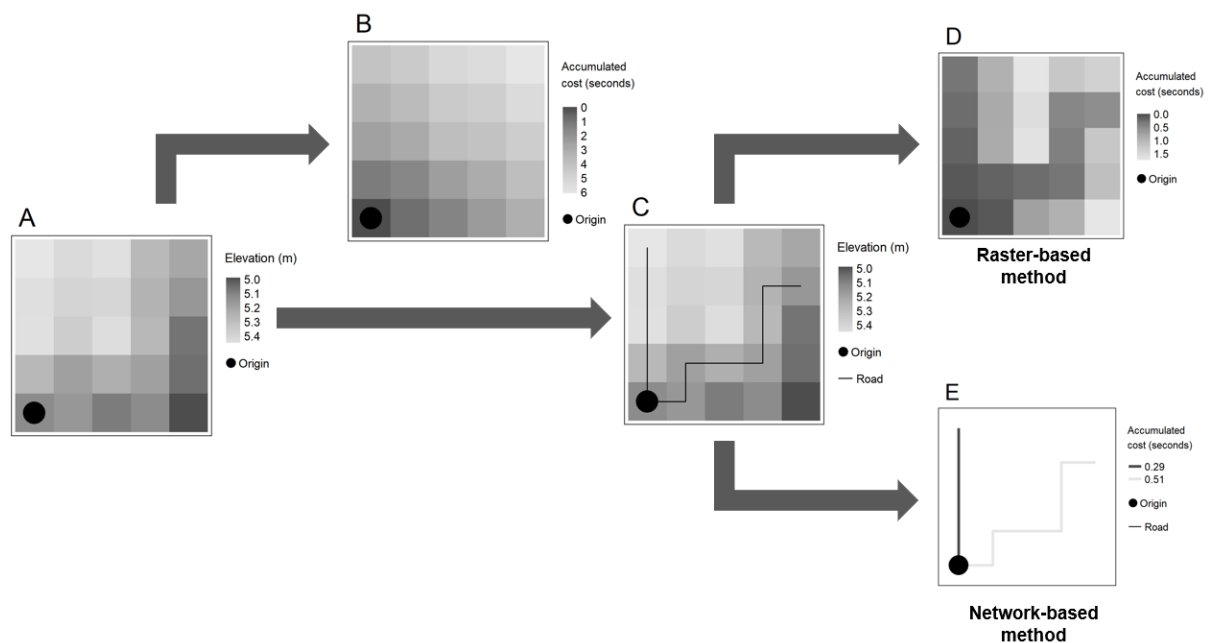 A
Elevation (m)
5.0
5.1
5.2
5.3
5.4
Origin
B
Accumulated
cost (seconds)
0
1
2
3
4
5
6
Origin
C
Elevation (m)
5.0
5.1
5.2
5.3
5.4
Origin
Road
D
Accumulated
cost (seconds)
0.0
0.5
1.0
1.5
Origin
Raster-based
method
E
Accumulated
cost (seconds)
0.29
0.51
Origin
Road
Network-based
method